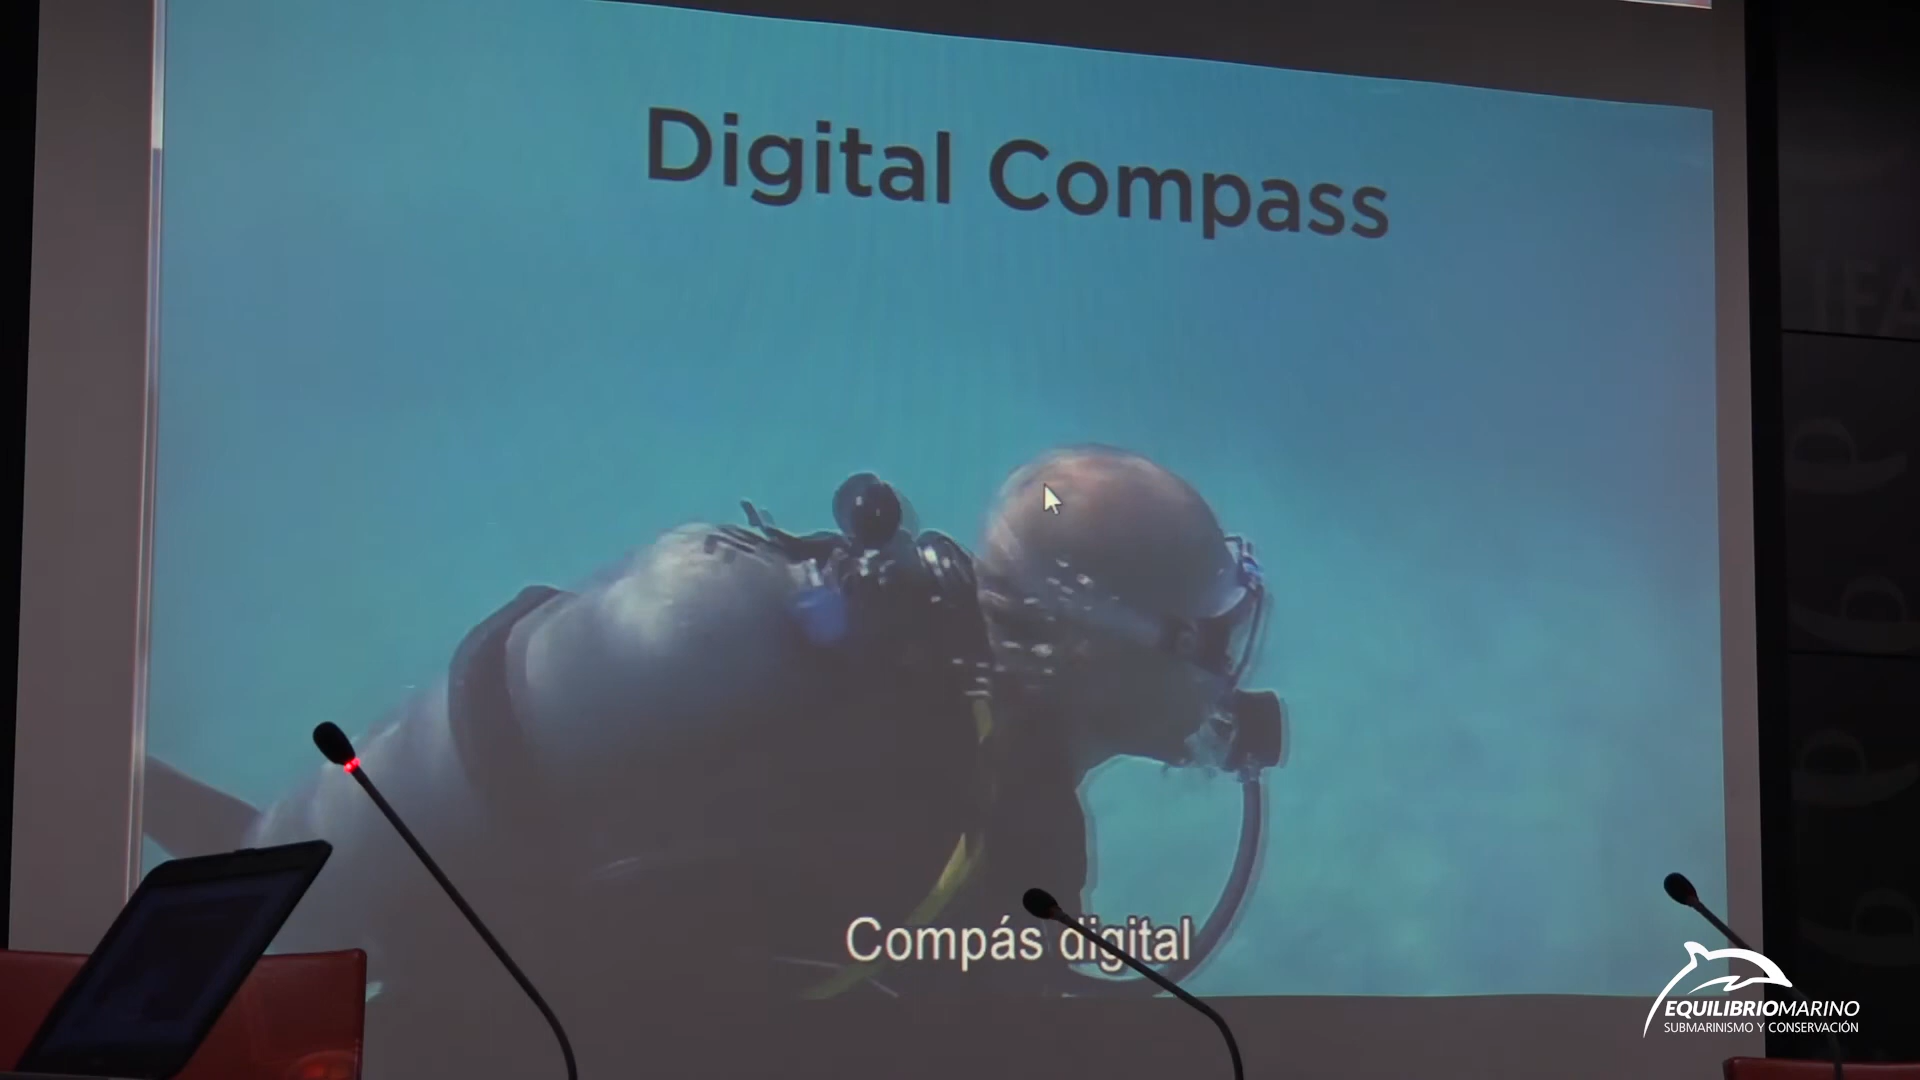 Digital Compass
Compás digital
EQUILIBRIOMARINO
SUBMARINISMO Y CONSERVACIÓN